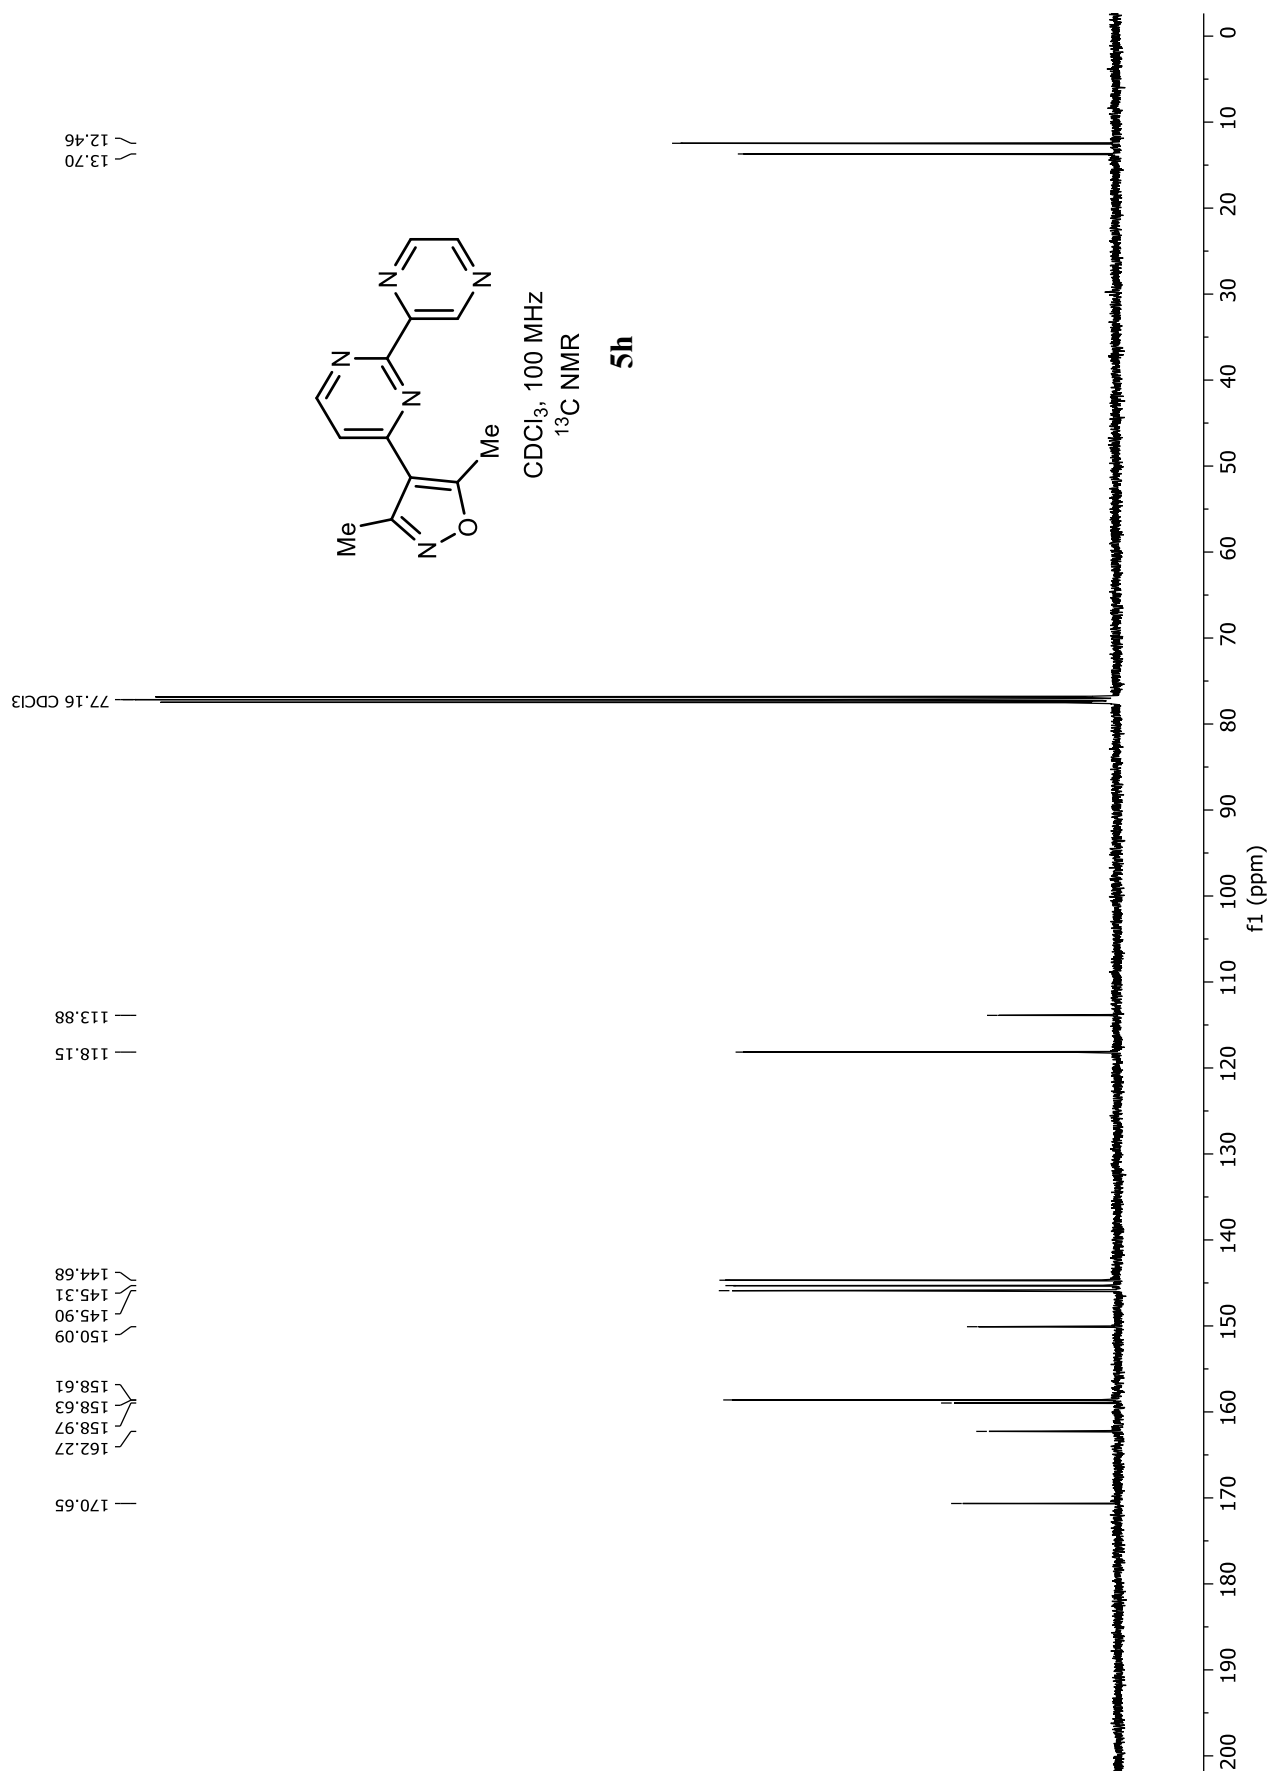 170.65
162.27
158.97
158.63
158.61
150.09
145.90
145.31
144.68
118.15
113.88
77.16 CDCl3
13.70
12.46
Me
N
O
Me
N
N
N
N
CDCl₃, 100 MHz
¹³C NMR
5h
200 190 180 170 160 150 140 130 120 110 100 90 80 70 60 50 40 30 20 10 0
f1 (ppm)